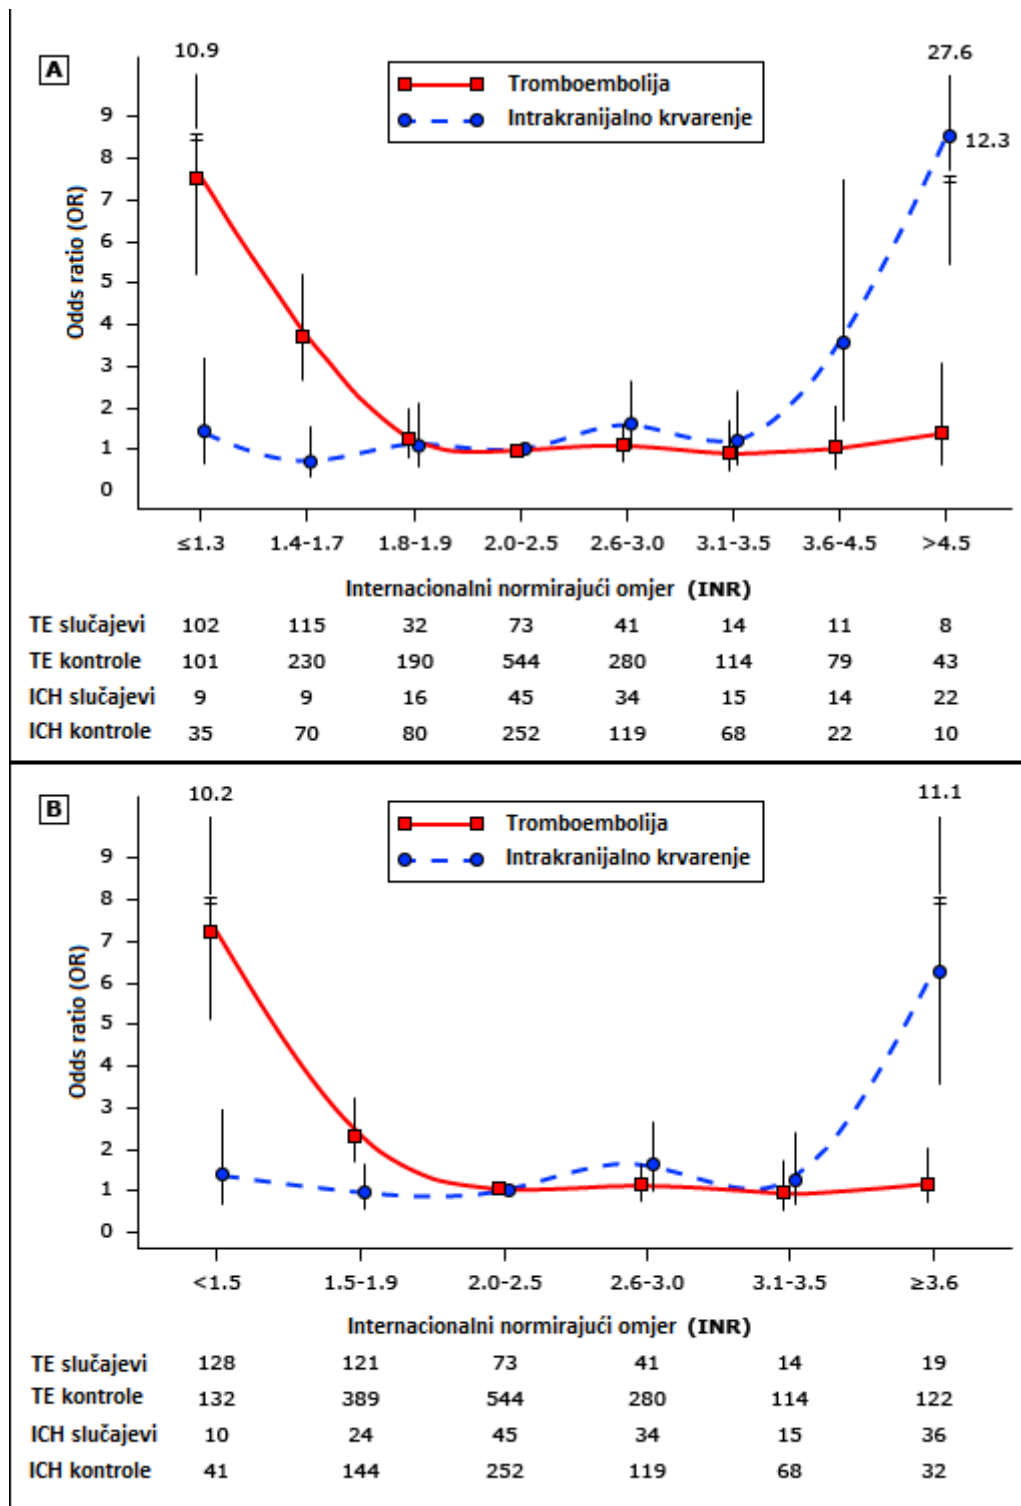 10.9
27.6
A
Tromboembolija
Intrakranijalno krvarenje
12.3
9
8
7
6
5
4
3
2
1
0
Odds ratio (OR)
≤1.3 1.4-1.7 1.8-1.9 2.0-2.5 2.6-3.0 3.1-3.5 3.6-4.5 >4.5
Internacionalni normirajući omjer (INR)
TE slučajevi 102 115 32 73 41 14 11 8
TE kontrole 101 230 190 544 280 114 79 43
ICH slučajevi 9 9 16 45 34 15 14 22
ICH kontrole 35 70 80 252 119 68 22 10
10.2
11.1
B
Tromboembolija
Intrakranijalno krvarenje
9
8
7
6
5
4
3
2
1
0
Odds ratio (OR)
<1.5 1.5-1.9 2.0-2.5 2.6-3.0 3.1-3.5 ≥3.6
Internacionalni normirajući omjer (INR)
TE slučajevi 128 121 73 41 14 19
TE kontrole 132 389 544 280 114 122
ICH slučajevi 10 24 45 34 15 36
ICH kontrole 41 144 252 119 68 32